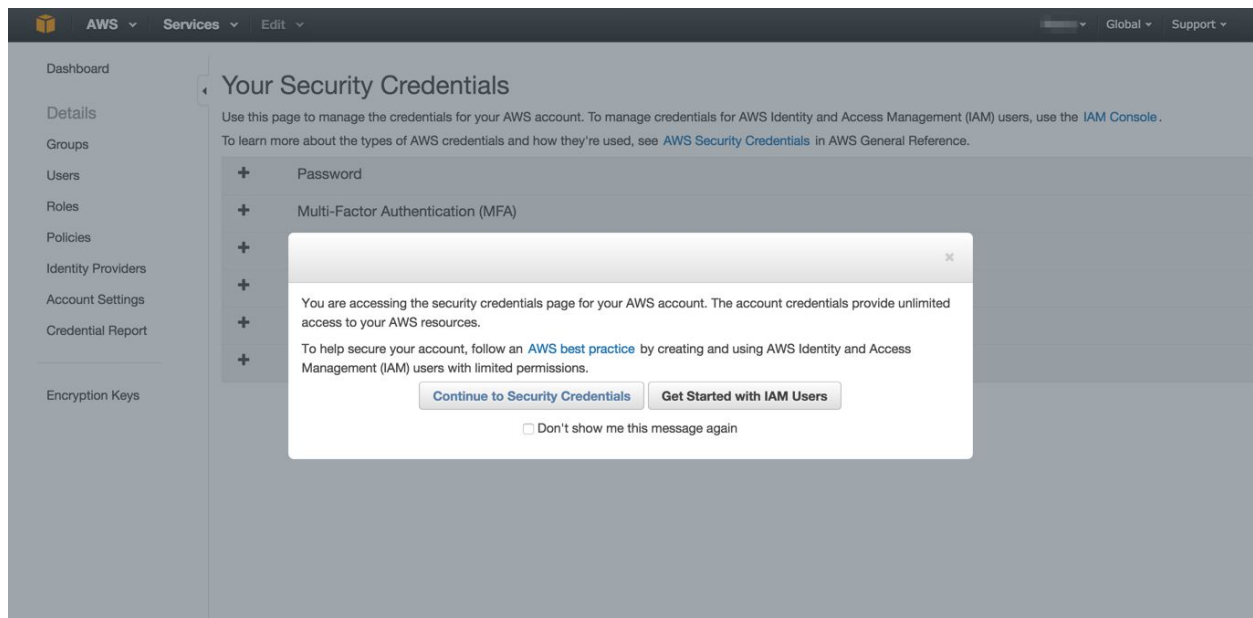 AWS Services Edit Global Support
Dashboard
Details
Groups
Users
Roles
Policies
Identity Providers
Account Settings
Credential Report
Encryption Keys
Your Security Credentials
Use this page to manage the credentials for your AWS account. To manage credentials for AWS Identity and Access Management (IAM) users, use the IAM Console.
To learn more about the types of AWS credentials and how they're used, see AWS Security Credentials in AWS General Reference.
Password
Multi-Factor Authentication (MFA)
You are accessing the security credentials page for your AWS account. The account credentials provide unlimited
access to your AWS resources.
To help secure your account, follow an AWS best practice by creating and using AWS Identity and Access
Management (IAM) users with limited permissions.
Continue to Security Credentials Get Started with IAM Users
Don't show me this message again